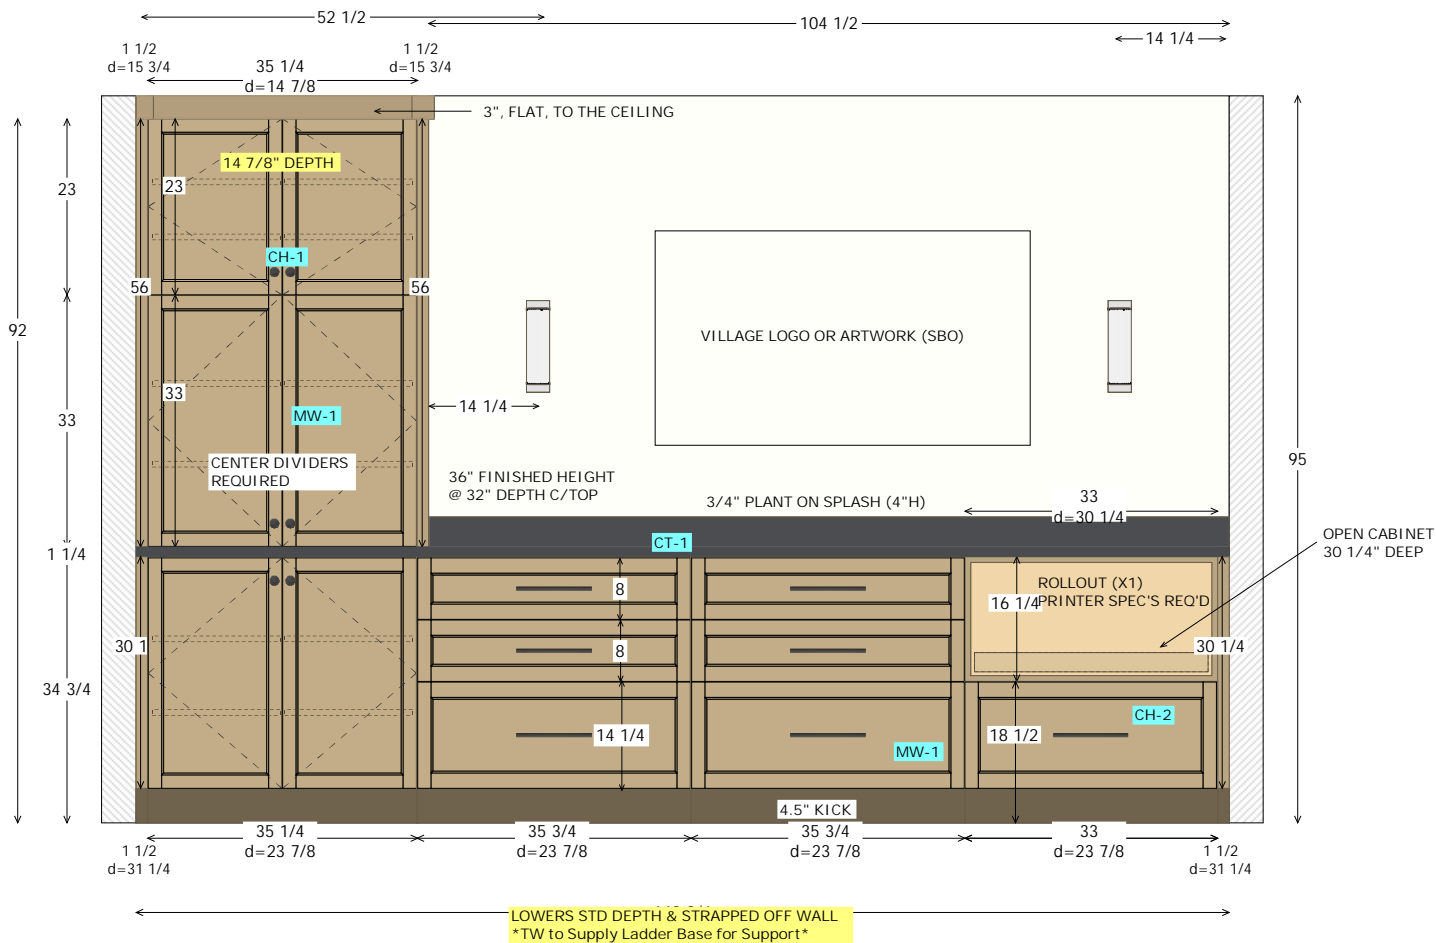 52 1/2
104 1/2
14 1/4
1 1/2
d=15 3/4
35 1/4
d=14 7/8
1 1/2
d=15 3/4
3", FLAT, TO THE CEILING
14 7/8" DEPTH
23
23
CH-1
56
56
92
VILLAGE LOGO OR ARTWORK (SBO)
33
33
MW-1
14 1/4
CENTER DIVIDERS
REQUIRED
95
36" FINISHED HEIGHT
@ 32" DEPTH C/TOP
3/4" PLANT ON SPLASH (4"H)
33
d=30 1/4
OPEN CABINET
30 1/4" DEEP
CT-1
1 1/4
8
ROLLOUT (X1)
PRINTER SPEC'S REQ'D
16 1/4
8
30 1
30 1/4
34 3/4
14 1/4
MW-1
18 1/2
CH-2
4.5" KICK
35 1/4
d=23 7/8
35 3/4
d=23 7/8
35 3/4
d=23 7/8
33
d=23 7/8
1 1/2
d=31 1/4
1 1/2
d=31 1/4
LOWERS STD DEPTH & STRAPPED OFF WALL
*TW to Supply Ladder Base for Support*